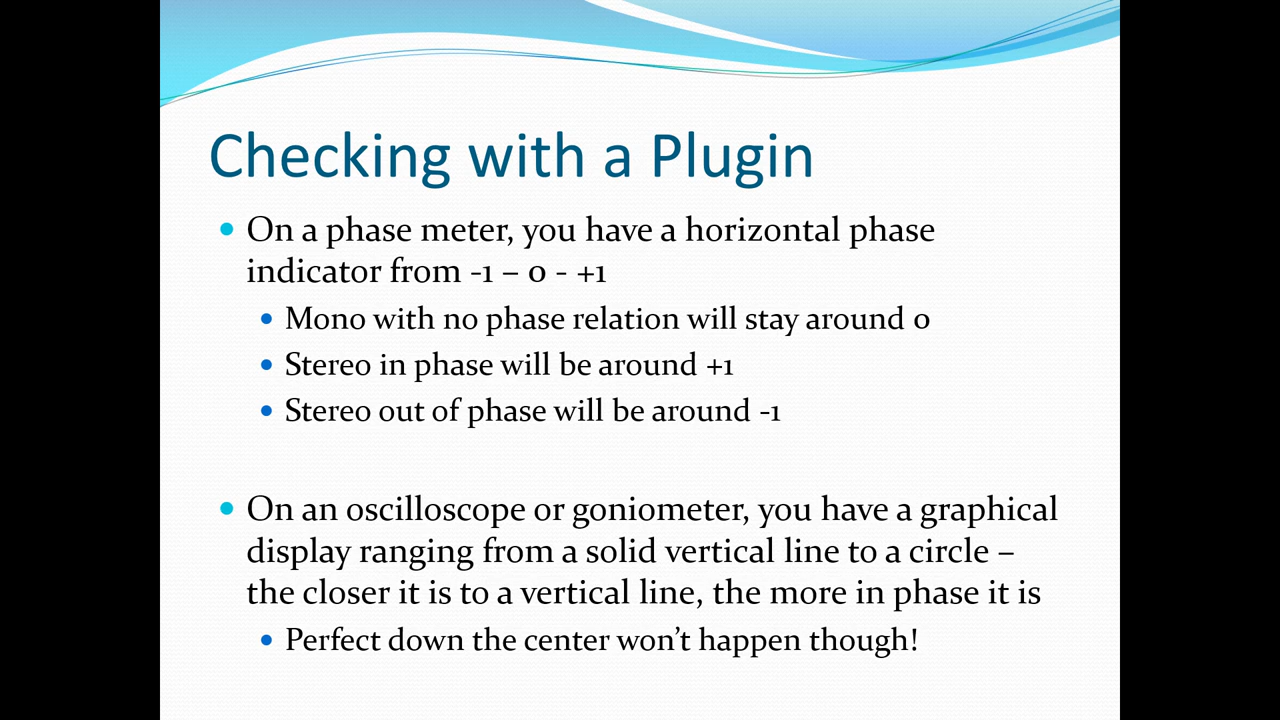 Checking with a Plugin
• On a phase meter, you have a horizontal phase
indicator from -1 – 0 - +1
• Mono with no phase relation will stay around 0
• Stereo in phase will be around +1
• Stereo out of phase will be around -1
• On an oscilloscope or goniometer, you have a graphical
display ranging from a solid vertical line to a circle –
the closer it is to a vertical line, the more in phase it is
• Perfect down the center won’t happen though!